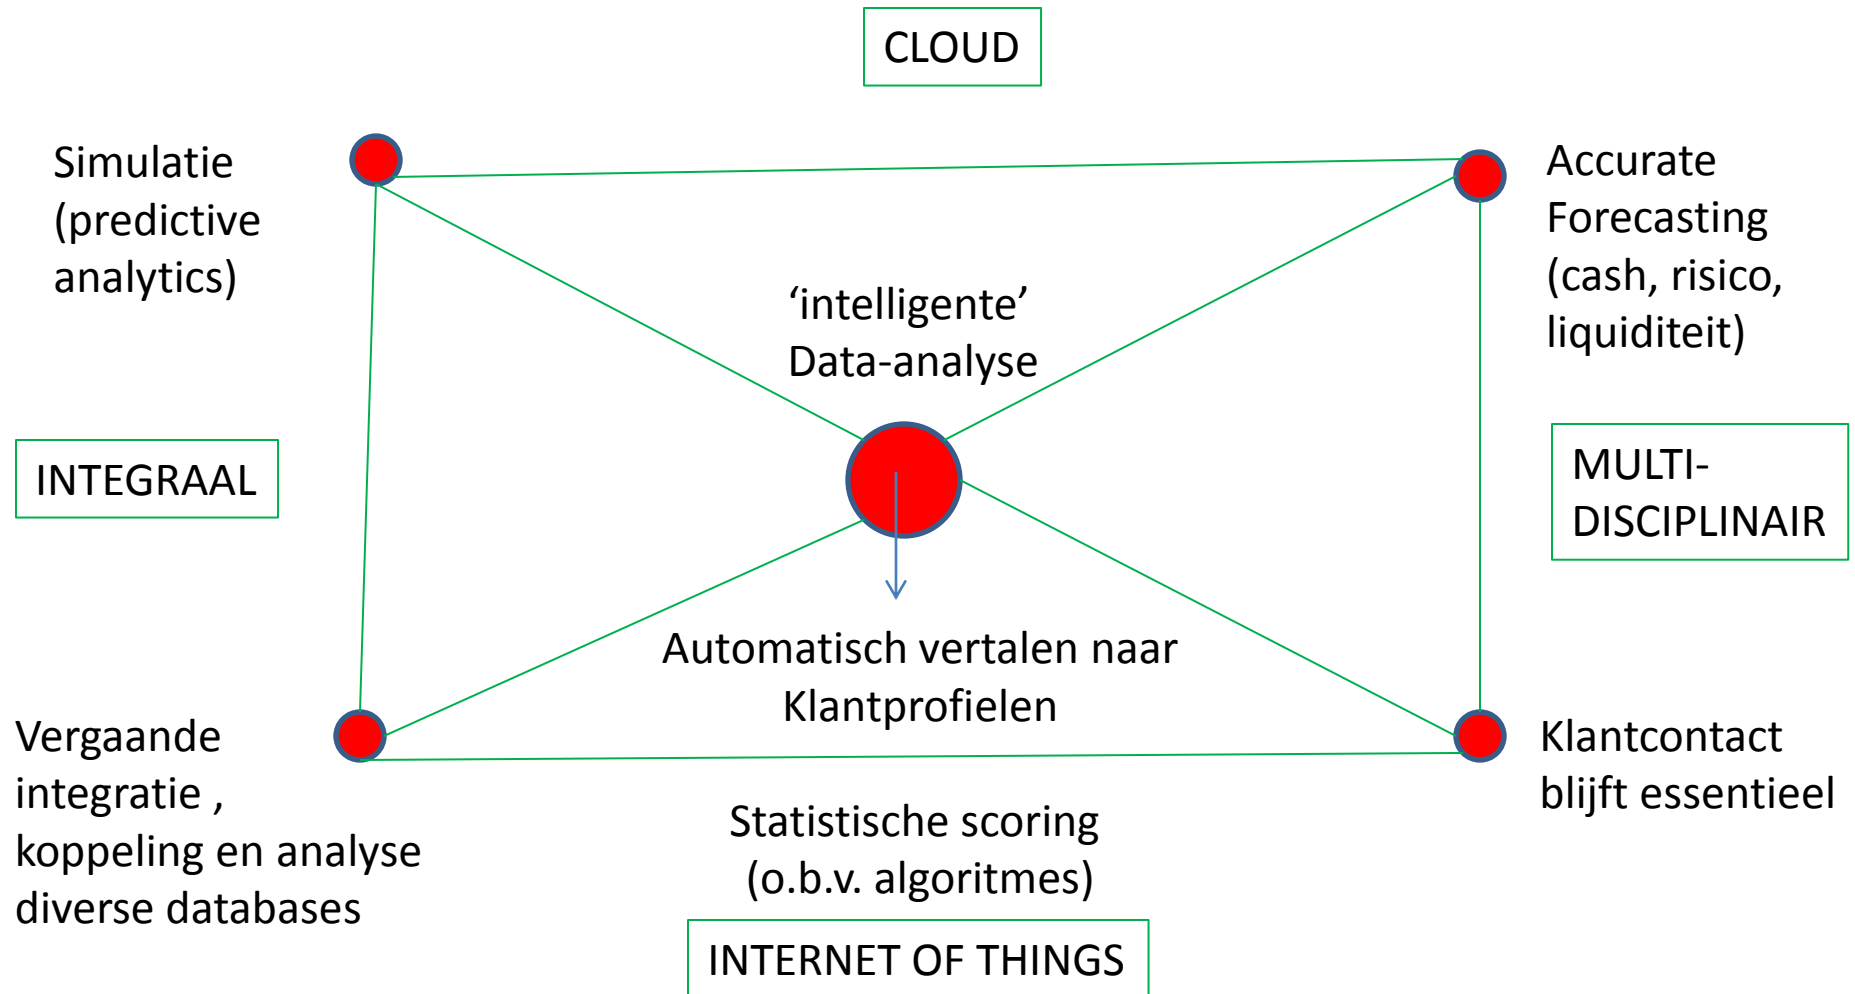 CLOUD
Simulatie
(predictive
analytics)
Accurate
Forecasting
(cash, risico,
liquiditeit)
‘intelligente’
Data-analyse
INTEGRAAL
MULTI-
DISCIPLINAIR
Automatisch vertalen naar
Klantprofielen
Vergaande
integratie ,
koppeling en analyse
diverse databases
Klantcontact
blijft essentieel
Statistische scoring
(o.b.v. algoritmes)
INTERNET OF THINGS